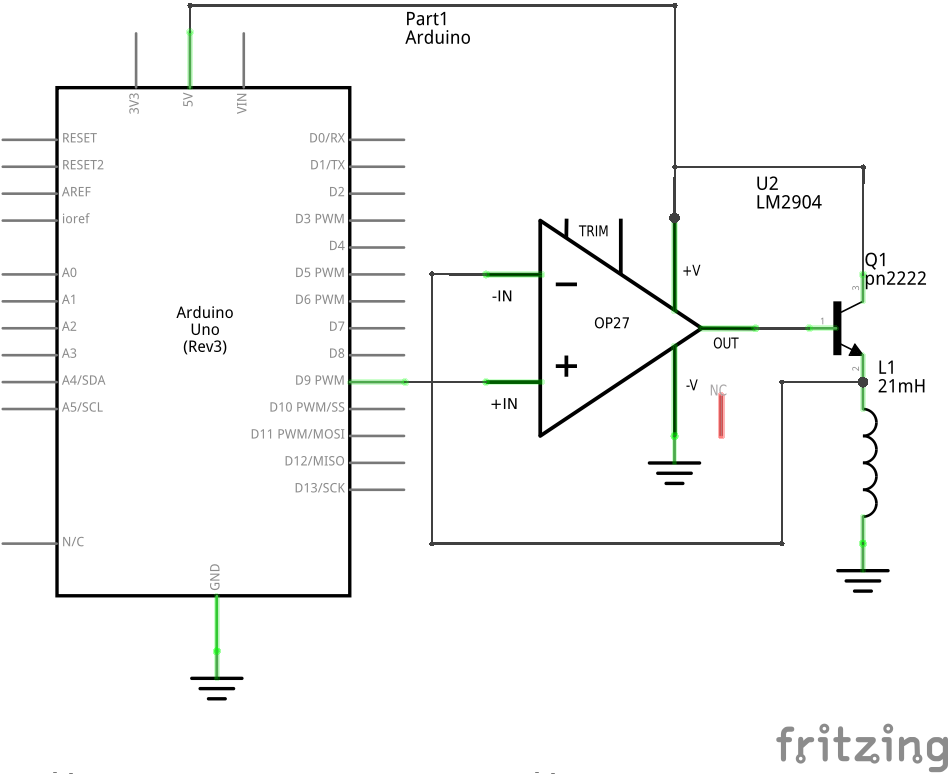 Part1
Arduino
3V3
5V
VIN
RESET
RESET2
AREF
ioref
A0
A1
A2
A3
A4/SDA
A5/SCL
N/C
Arduino
Uno
(Rev3)
D0/RX
D1/TX
D2
D3 PWM
D4
D5 PWM
D6 PWM
D7
D8
D9 PWM
D10 PWM/SS
D11 PWM/MOSI
D12/MISO
D13/SCK
GND
U2
LM2904
TRIM
+V
-IN
OP27
OUT
+IN
-V
NC
Q1
pn2222
3
1
2
L1
21mH
fritzing